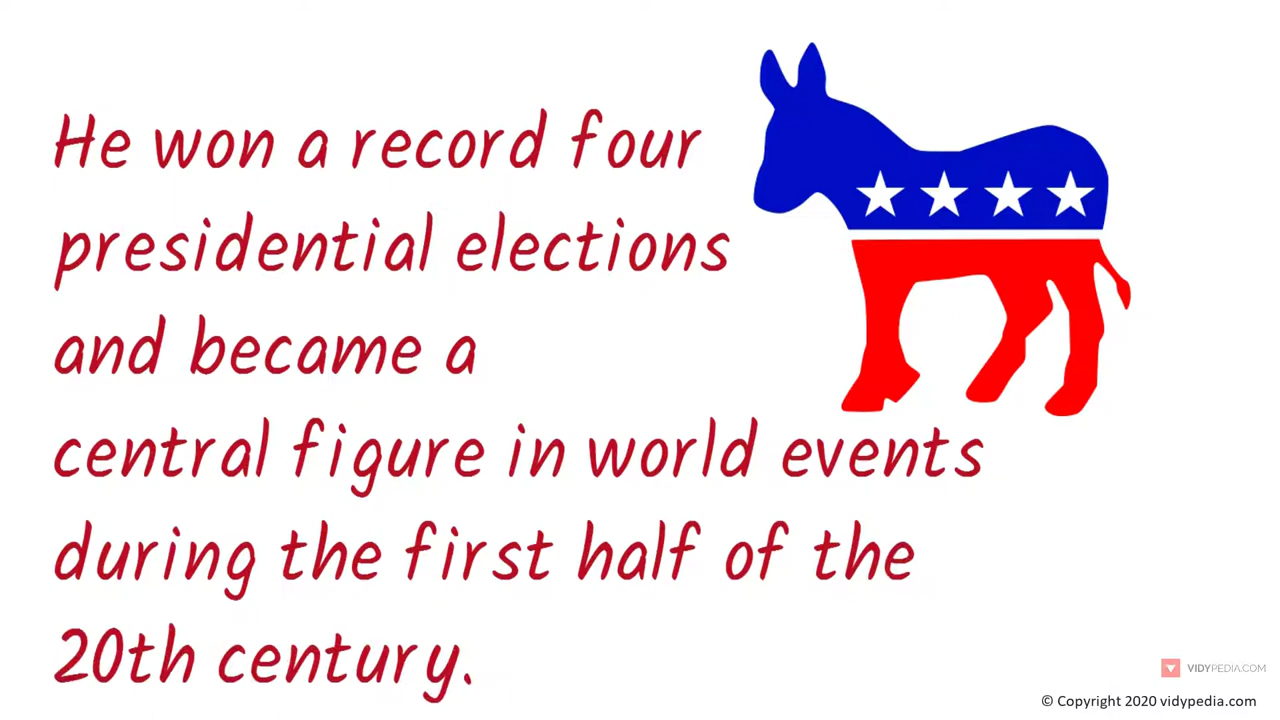 He won a record four
presidential elections
and became a
central figure in world events
during the first half of the
20th century.
VIDYPEDIA.COM
© Copyright 2020 vidypedia.com